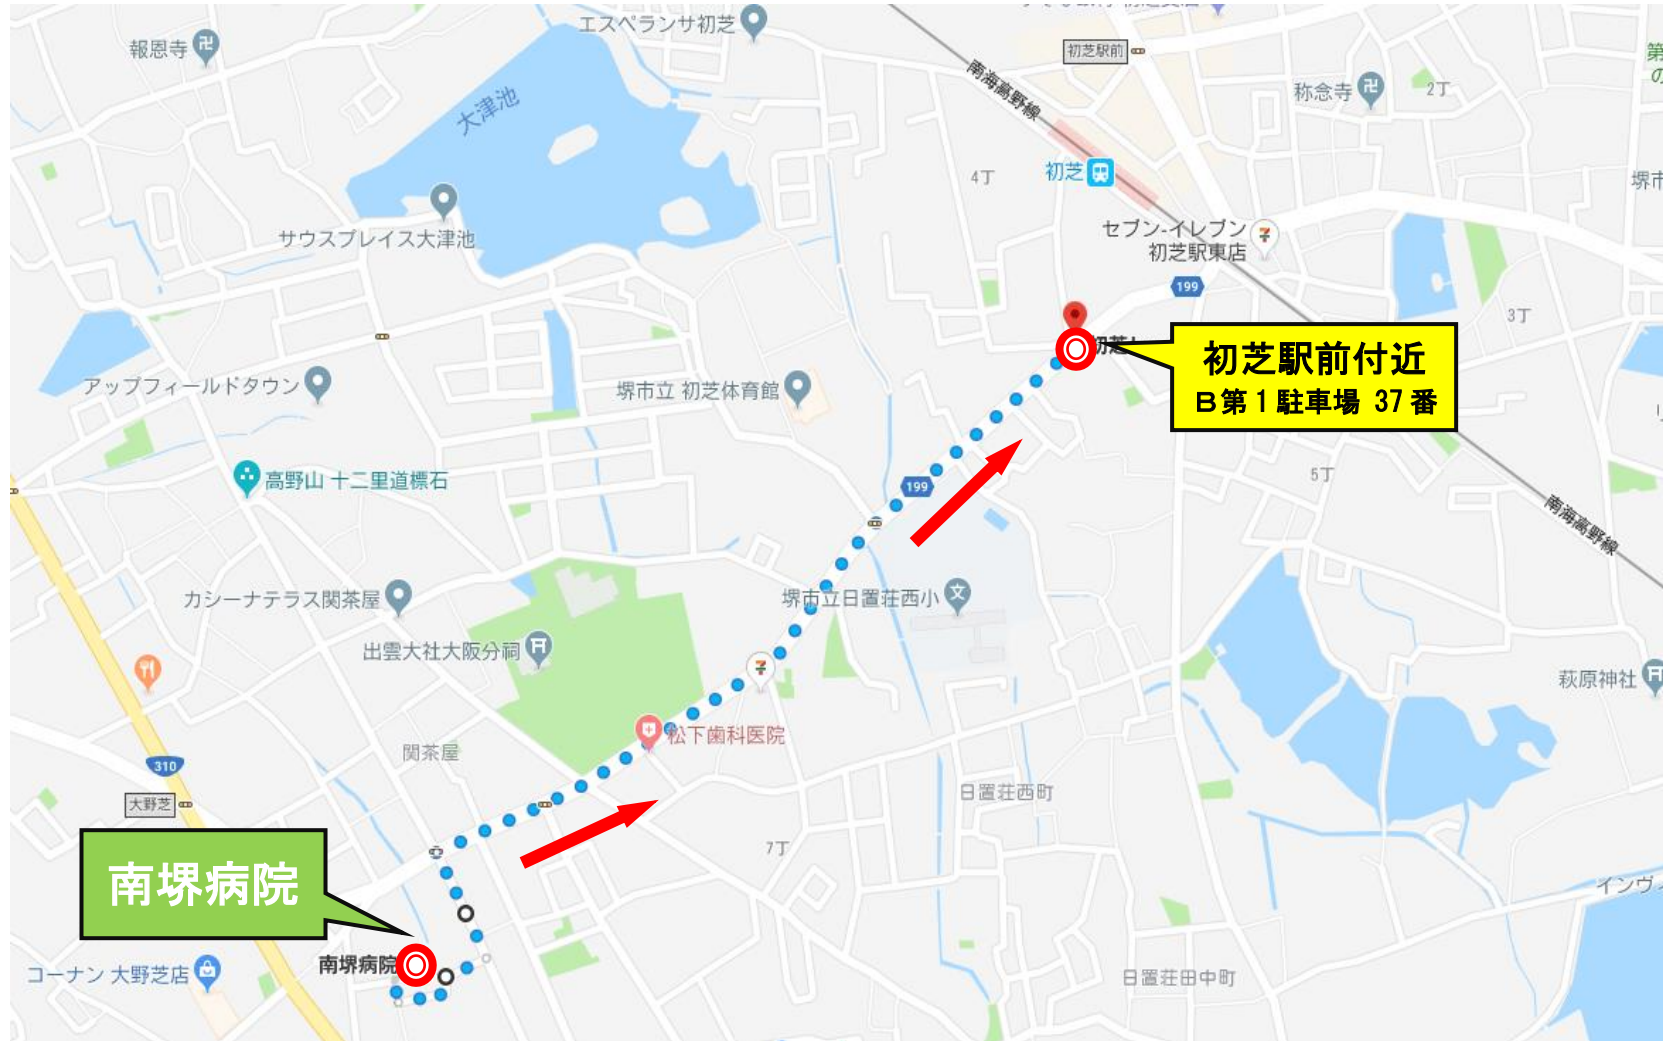 エスペランサ初芝
報恩寺
初芝駅前
南海高野線
称念寺
2丁
大津池
4丁
初芝
堺市
サウスプレイス大津池
セブン-イレブン
初芝駅東店
199
3丁
初芝駅前付近
B第1駐車場 37番
アップフィールドタウン
堺市立 初芝体育館
高野山 十二里道標石
199
5丁
南海高野線
カシーナテラス関茶屋
堺市立日置荘西小
出雲大社大阪分祠
萩原神社
松下歯科医院
関茶屋
310
大野芝
日置荘西町
7丁
南堺病院
インヴ
南堺病院
コーナン 大野芝店
日置荘田中町